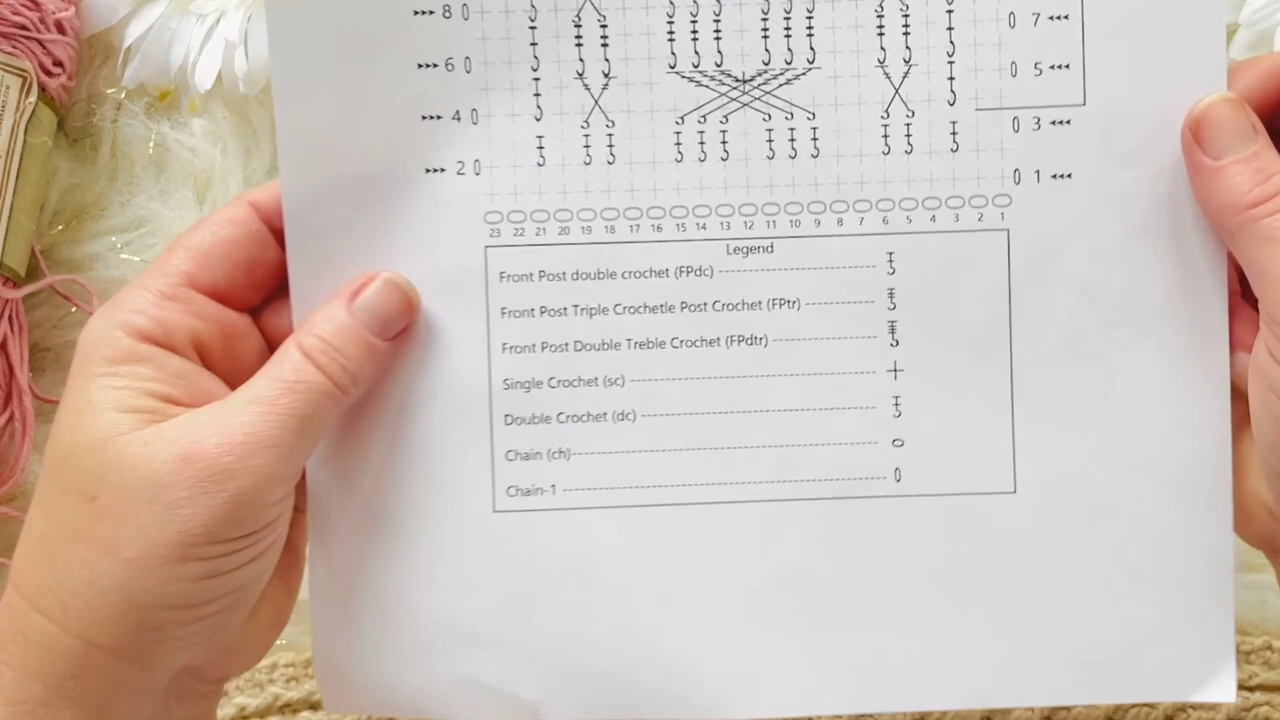 ▸▸▸ 8 0
0 7 ◂◂◂
▸▸▸ 6 0
0 5 ◂◂◂
▸▸▸ 4 0
0 3 ◂◂◂
▸▸▸ 2 0
0 1 ◂◂◂
23 22 21 20 19 18 17 16 15 14 13 12 11 10 9 8 7 6 5 4 3 2 1
Legend
Front Post double crochet (FPdc)
Front Post Triple Crochetle Post Crochet (FPtr)
Front Post Double Treble Crochet (FPdtr)
Single Crochet (sc)
Double Crochet (dc)
Chain (ch)
Chain-1